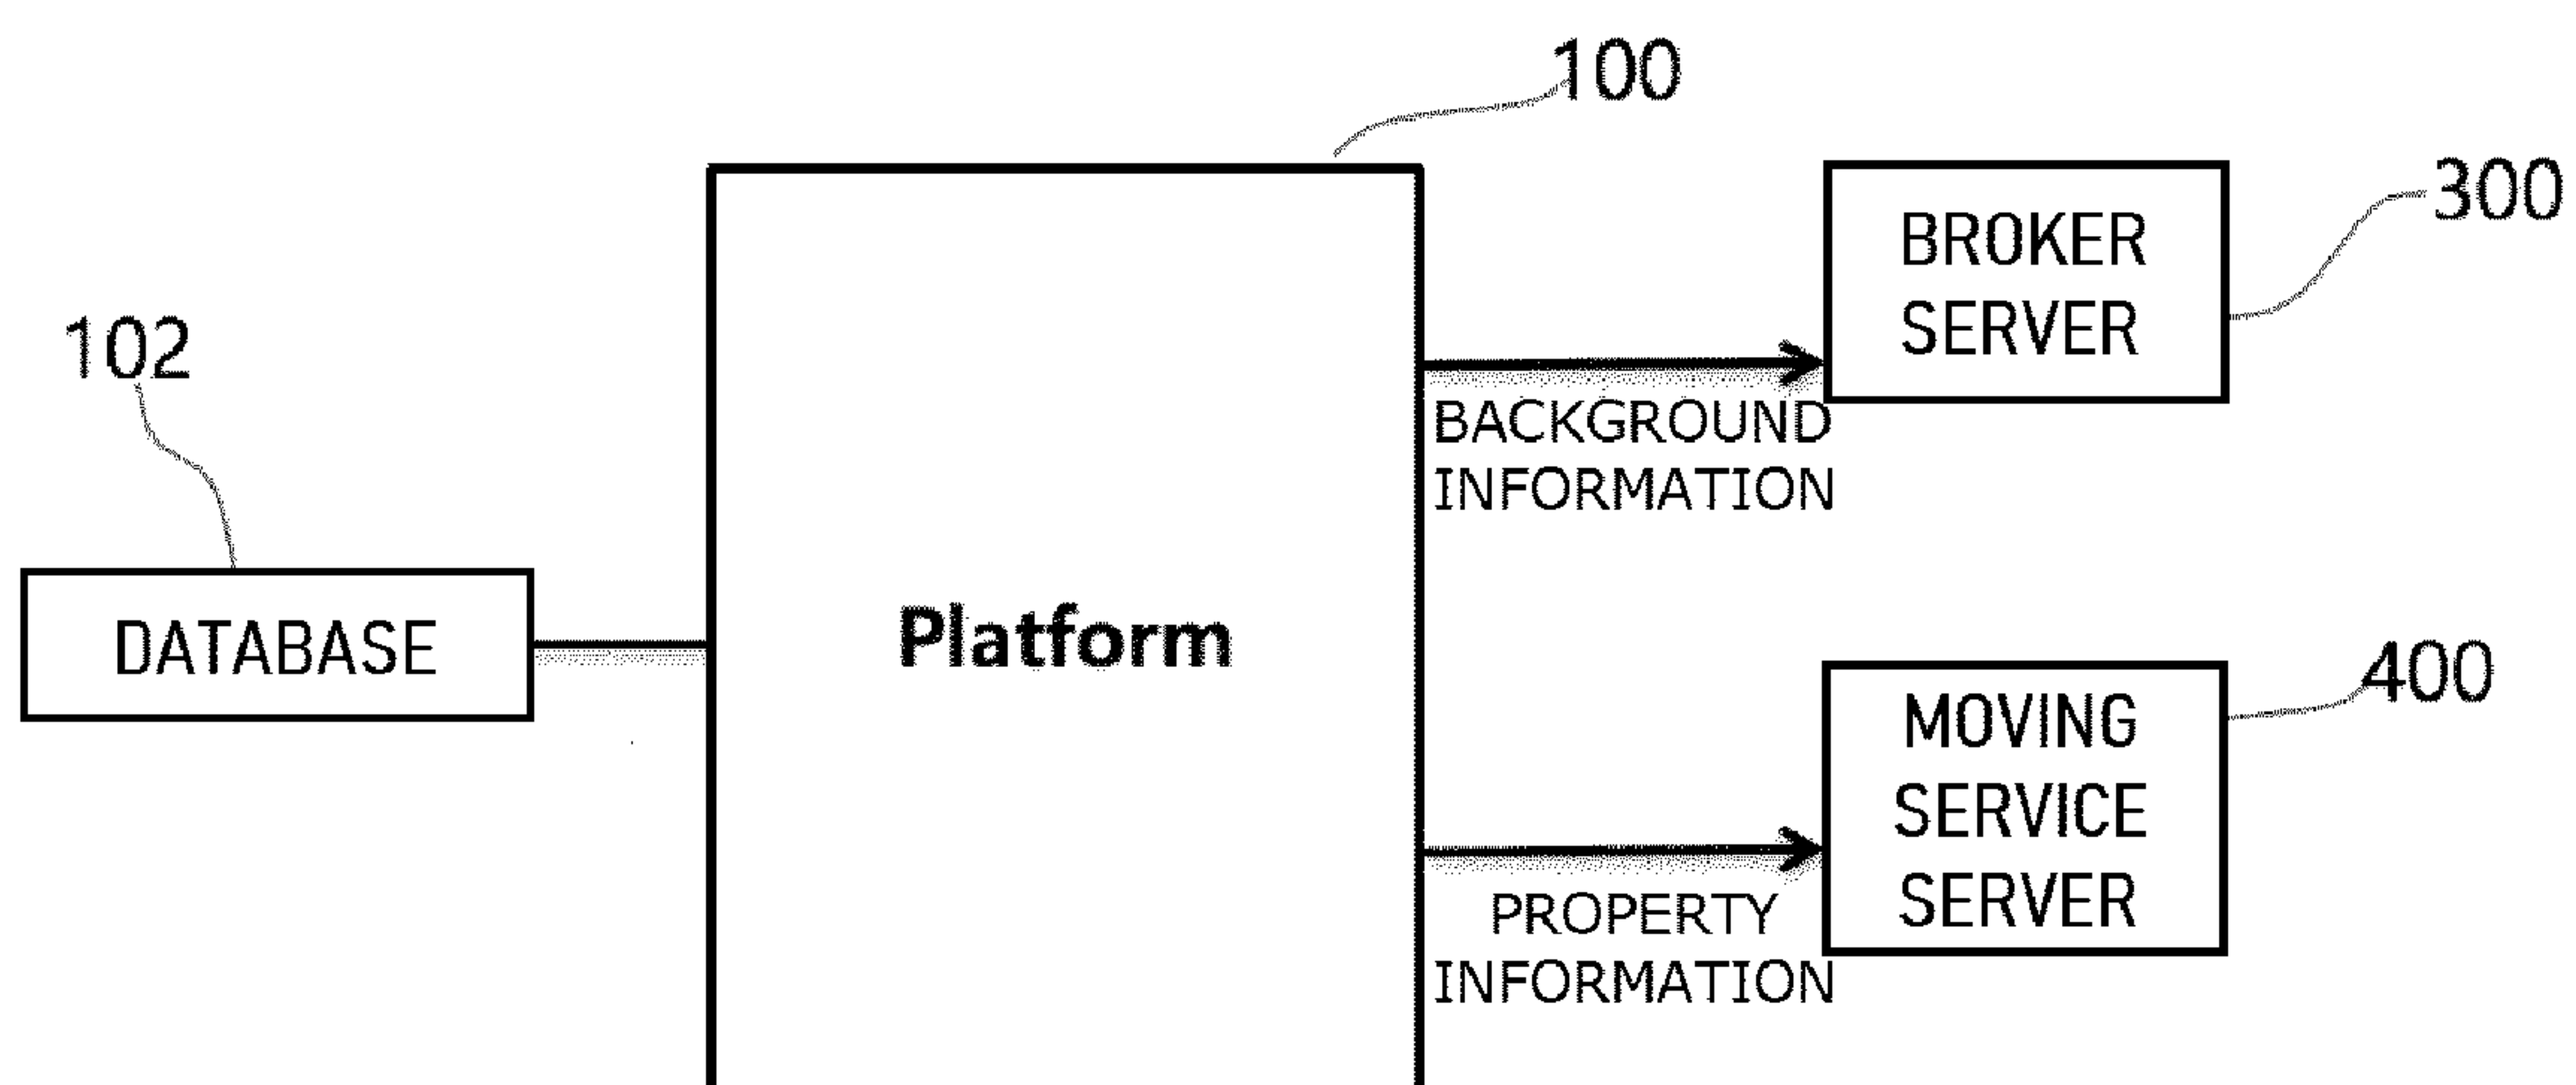 100
300
BROKER
SERVER
102
BACKGROUND
INFORMATION
DATABASE
Platform
400
MOVING
SERVICE
SERVER
PROPERTY
INFORMATION